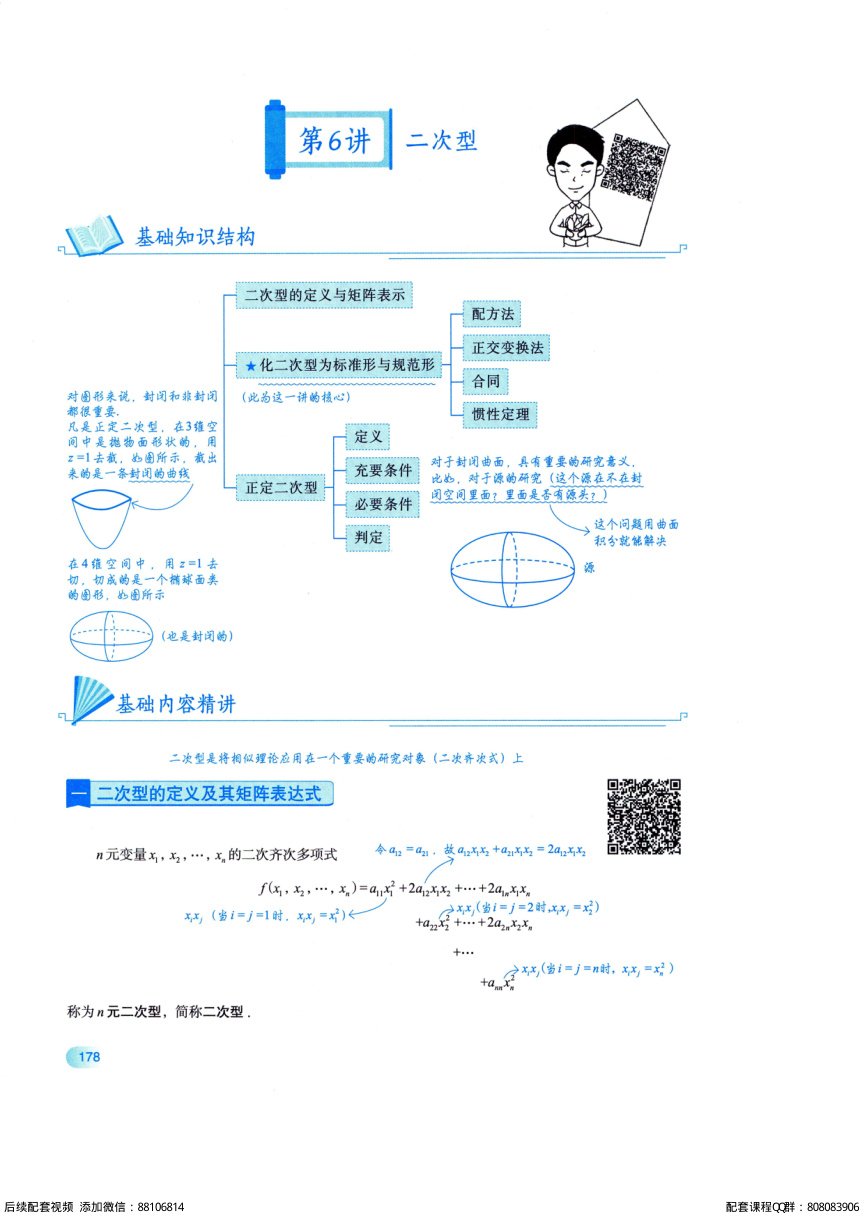 第6讲
二次型
基础知识结构
二次型的定义与矩阵表示
★化二次型为标准形与规范形
(此为这一讲的核心)
配方法
正交变换法
合同
惯性定理
正定二次型
定义
充要条件
必要条件
判定
对图形来说，封闭和非封闭
都很重要.
凡是正定二次型，在3维空
间中是抛物面形状的，用
z=1去截，如图所示，截出
来的是一条封闭的曲线
在4维空间中，用z=1去
切，切成的是一个椭球面类
的图形，如图所示
(也是封闭的)
对于封闭曲面，具有重要的研究意义，
比如，对于源的研究（这个源在不在封
闭空间里面？里面是否有源头？）
这个问题用曲面
积分就能解决
源
基础内容精讲
二次型是将相似理论应用在一个重要的研究对象（二次齐次式）上
一 二次型的定义及其矩阵表达式
n元变量x₁，x₂，⋯，xₙ的二次齐次多项式
令a₁₂=a₂₁，故a₁₂x₁x₂+a₂₁x₁x₂=2a₁₂x₁x₂
f(x₁，x₂，⋯，xₙ)=a₁₁x₁²+2a₁₂x₁x₂+⋯+2a₁ₙx₁xₙ
xᵢxⱼ（当i=j=1时，xᵢxⱼ=x₁²）
xᵢxⱼ(当i=j=2时,xᵢxⱼ=x₂²)
+a₂₂x₂²+⋯+2a₂ₙx₂xₙ
+⋯
xᵢxⱼ(当i=j=n时，xᵢxⱼ=xₙ²)
+aₙₙxₙ²
称为n元二次型，简称二次型．
178
后续配套视频 添加微信：88106814
配套课程QQ群：808083906